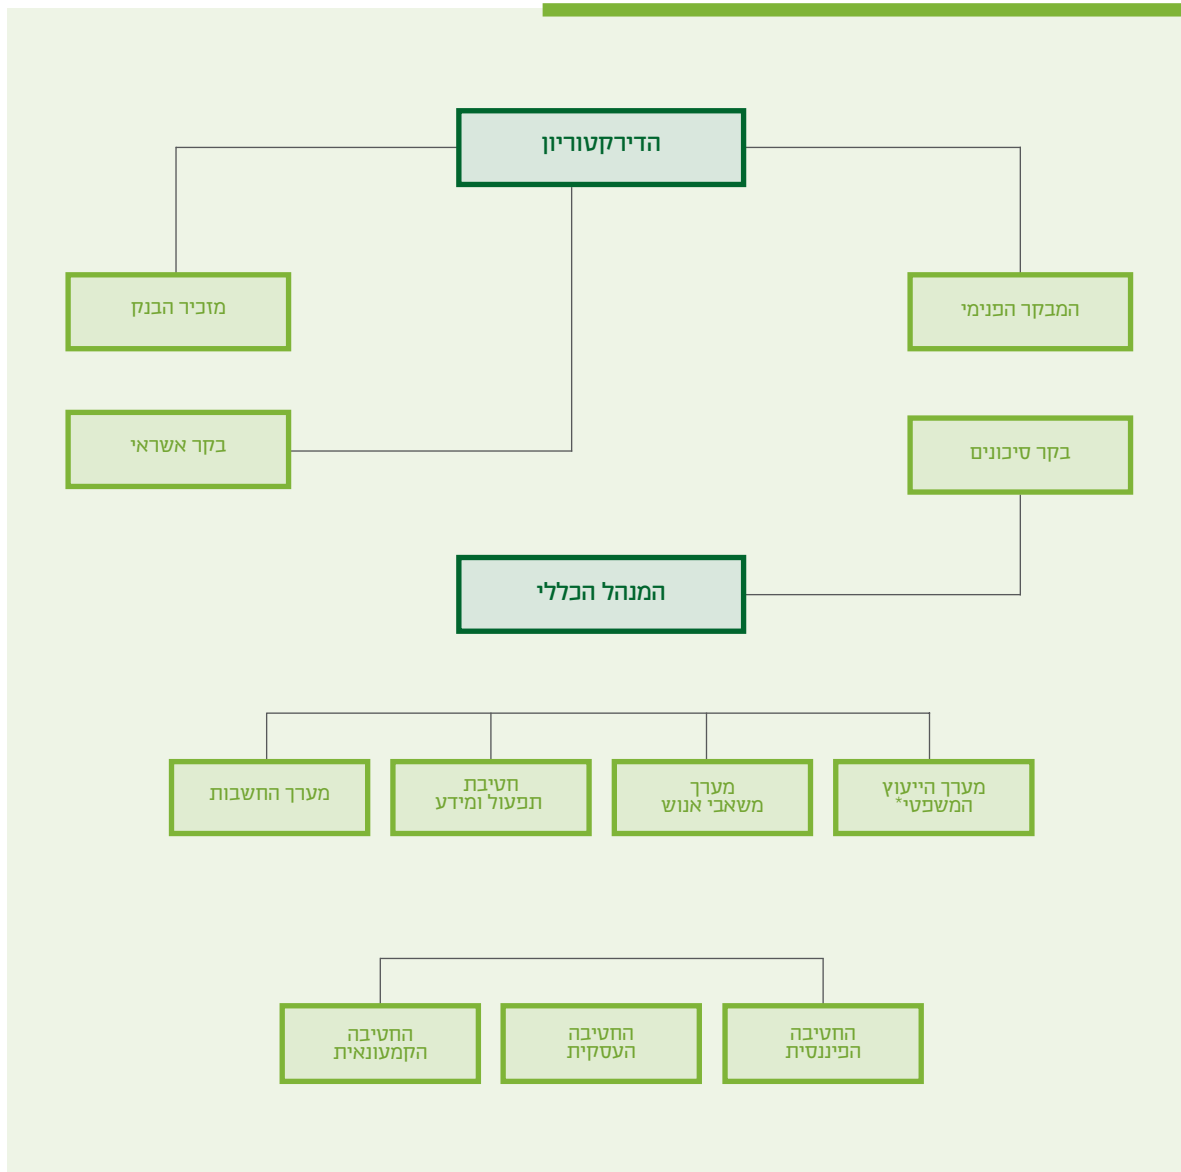 הדירקטוריון
המבקר הפנימי
מזכיר הבנק
בקר סיכונים
בקר אשראי
המנהל הכללי
מערך הייעוץ
המשפטי*
מערך
משאבי אנוש
חטיבת
תפעול ומידע
מערך החשבות
החטיבה
הפיננסית
החטיבה
העסקית
החטיבה
הקמעונאית